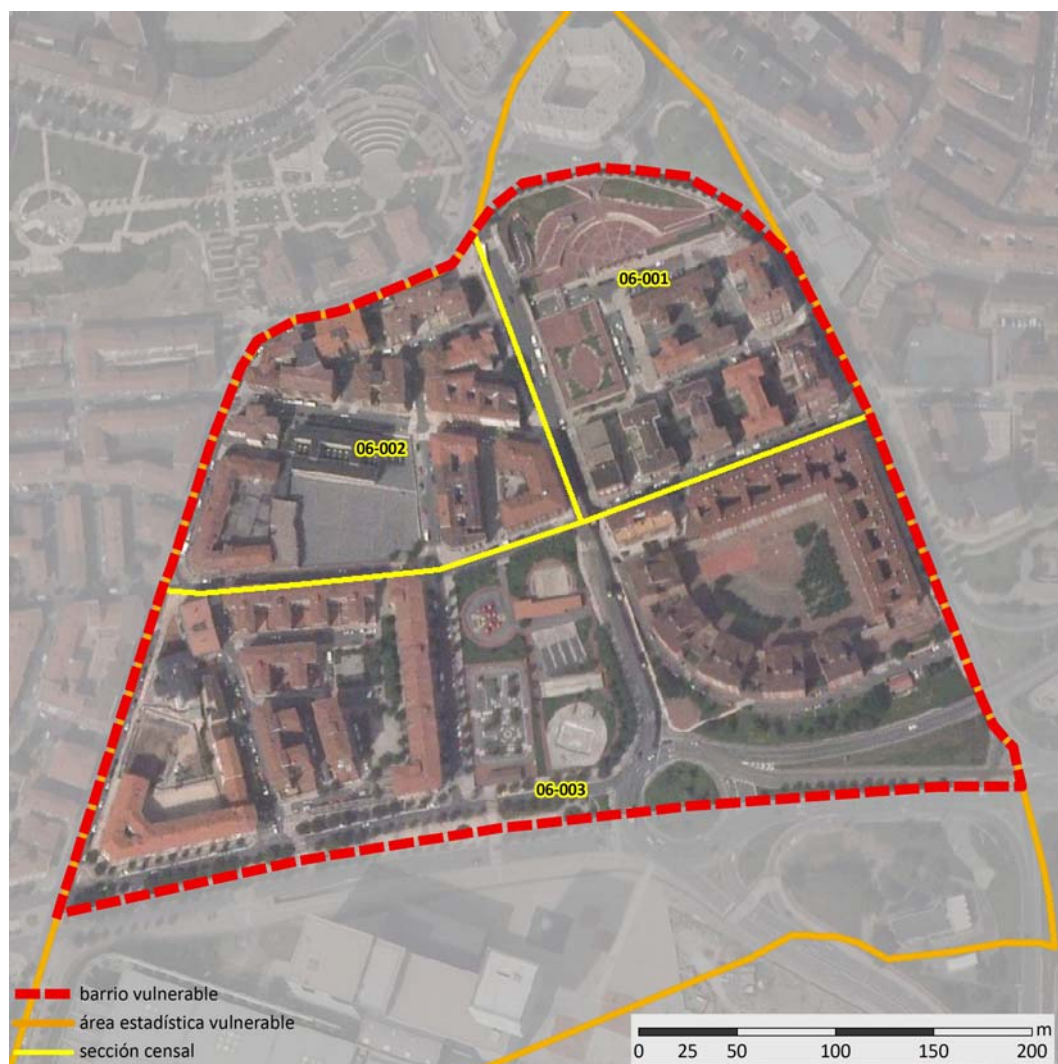 06-001
06-002
06-003
barrio vulnerable
área estadística vulnerable
sección censal
m
0 25 50 100 150 200